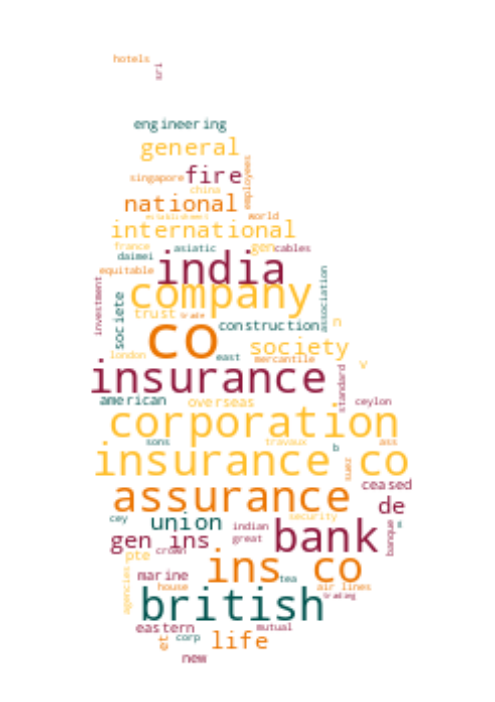 hotels
uri
engineering
general
employees
singapore fire
china
national
world
international
france asiatic gen cables
daimei
equitable india
investment company association
societe trust trade
co construction n
london east society
mercantile v
insurance standard
american overseas ceylon
corporation
sons travaux b ass
insurance co
suez
ceased
assurance de
cey union security
indian bank banque
gen ins great
pte crown
marine ins co
agencies house tea air lines
british trading
eastern mutual
et corp life
new